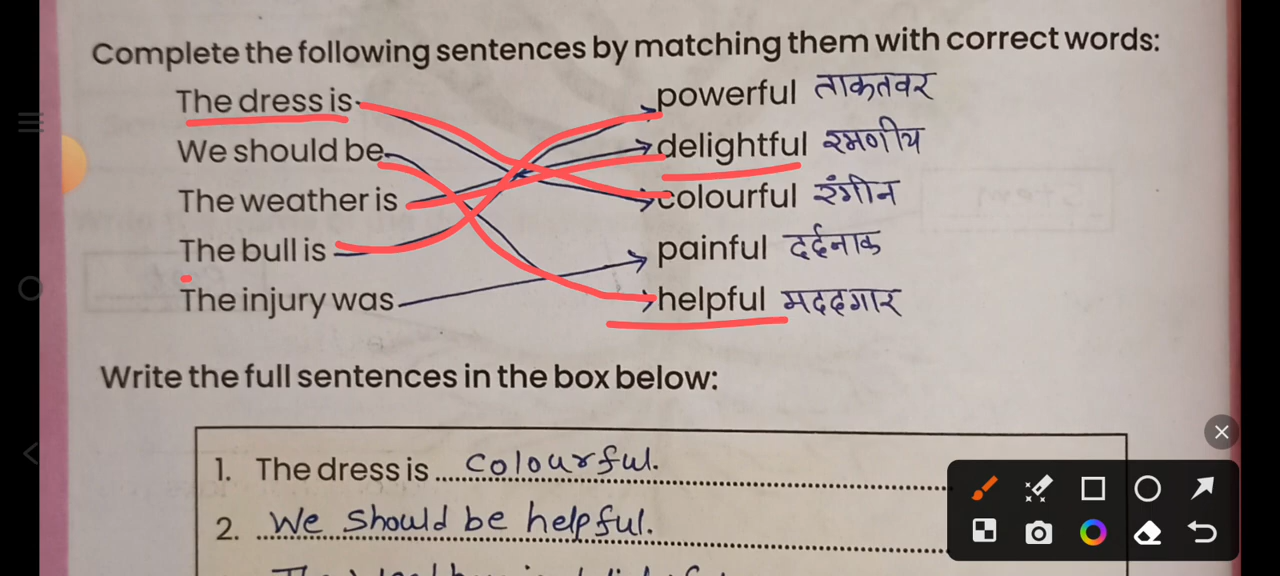 Complete the following sentences by matching them with correct words:
The dress is powerful ताकतवर
We should be delightful रमणीय
The weather is colourful रंगीन
The bull is painful दर्दनाक
The injury was helpful मददगार
Write the full sentences in the box below:
1. The dress is colourful.
2. We should be helpful.